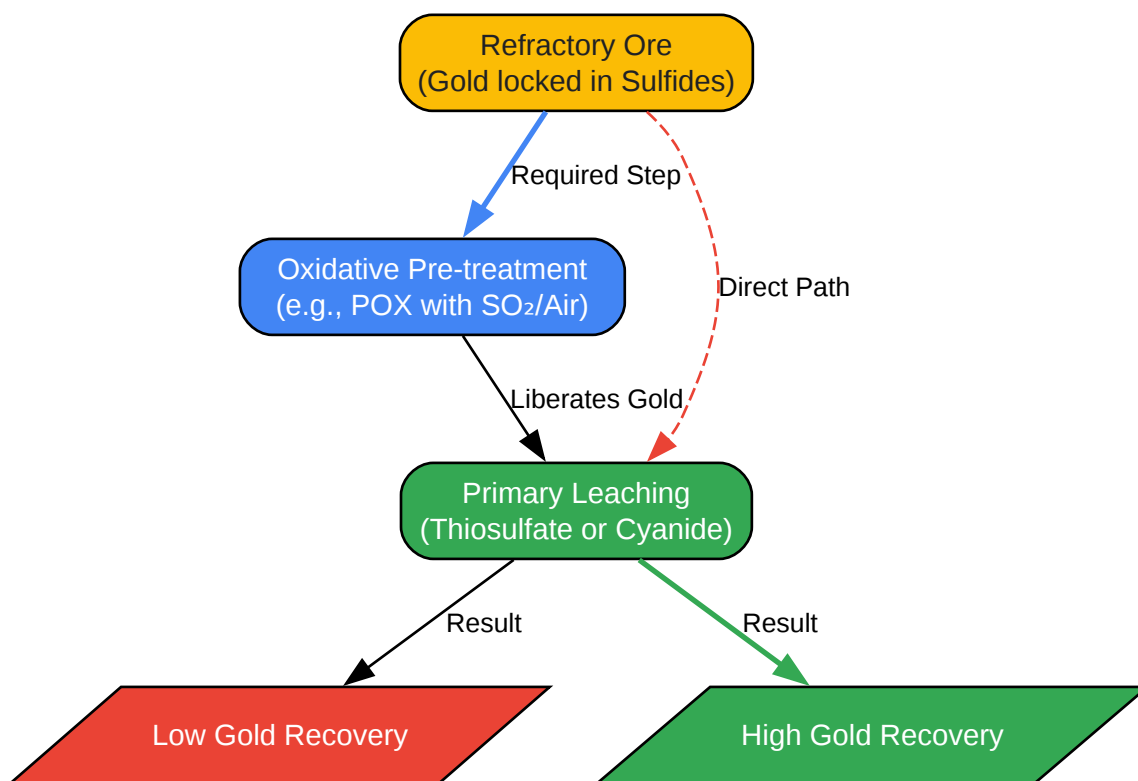 Refractory Ore
(Gold locked in Sulfides)
Required Step
Oxidative Pre-treatment
(e.g., POX with SO₂/Air)
Direct Path
Liberates Gold
Primary Leaching
(Thiosulfate or Cyanide)
Result
Result
Low Gold Recovery
High Gold Recovery